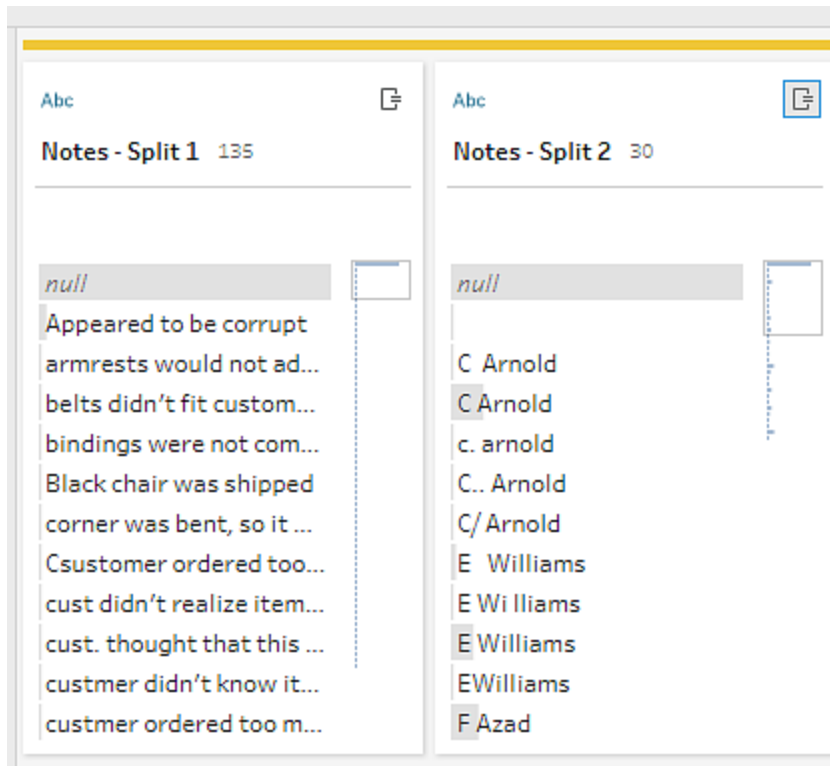 Abc
Notes - Split 1 135
null
Appeared to be corrupt
armrests would not ad...
belts didn't fit custom...
bindings were not com...
Black chair was shipped
corner was bent, so it ...
Csustomer ordered too...
cust didn't realize item...
cust. thought that this ...
custmer didn't know it...
custmer ordered too m...
Abc
Notes - Split 2 30
null
C  Arnold
C Arnold
c. arnold
C.. Arnold
C/ Arnold
E   Williams
E Wi lliams
E Williams
EWilliams
F Azad